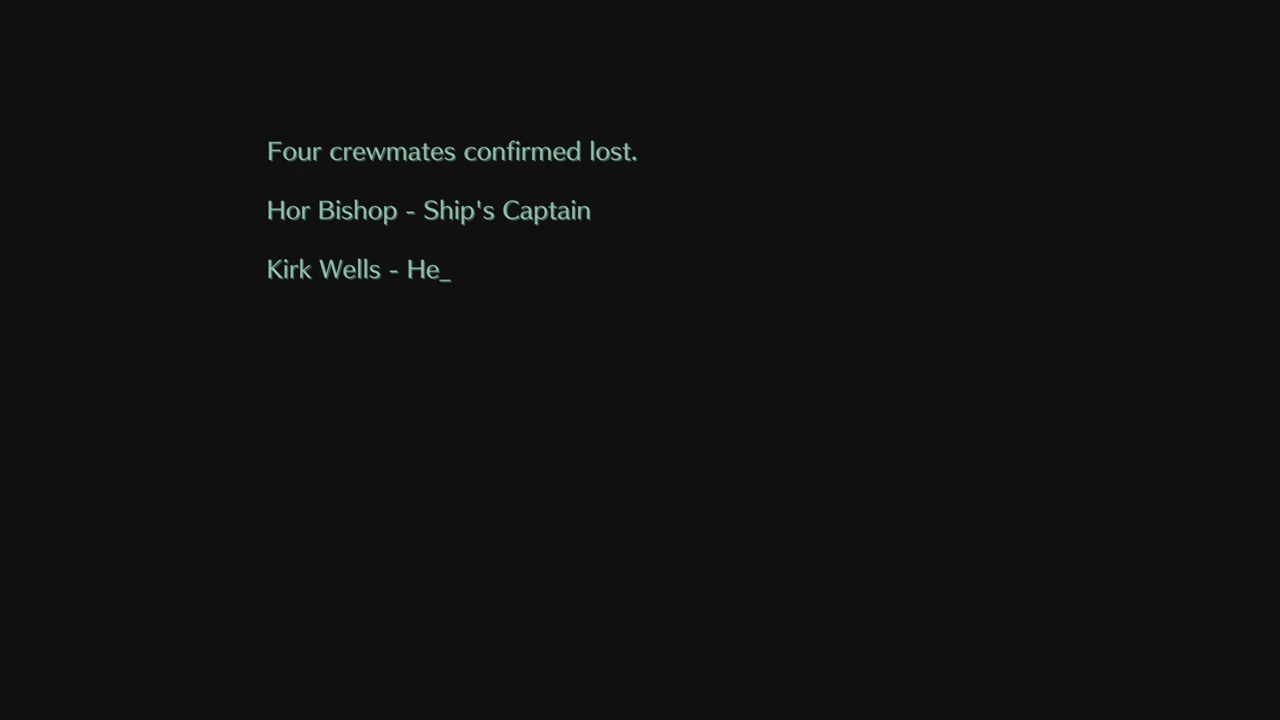 Four crewmates confirmed lost.
Hor Bishop - Ship's Captain
Kirk Wells - He_